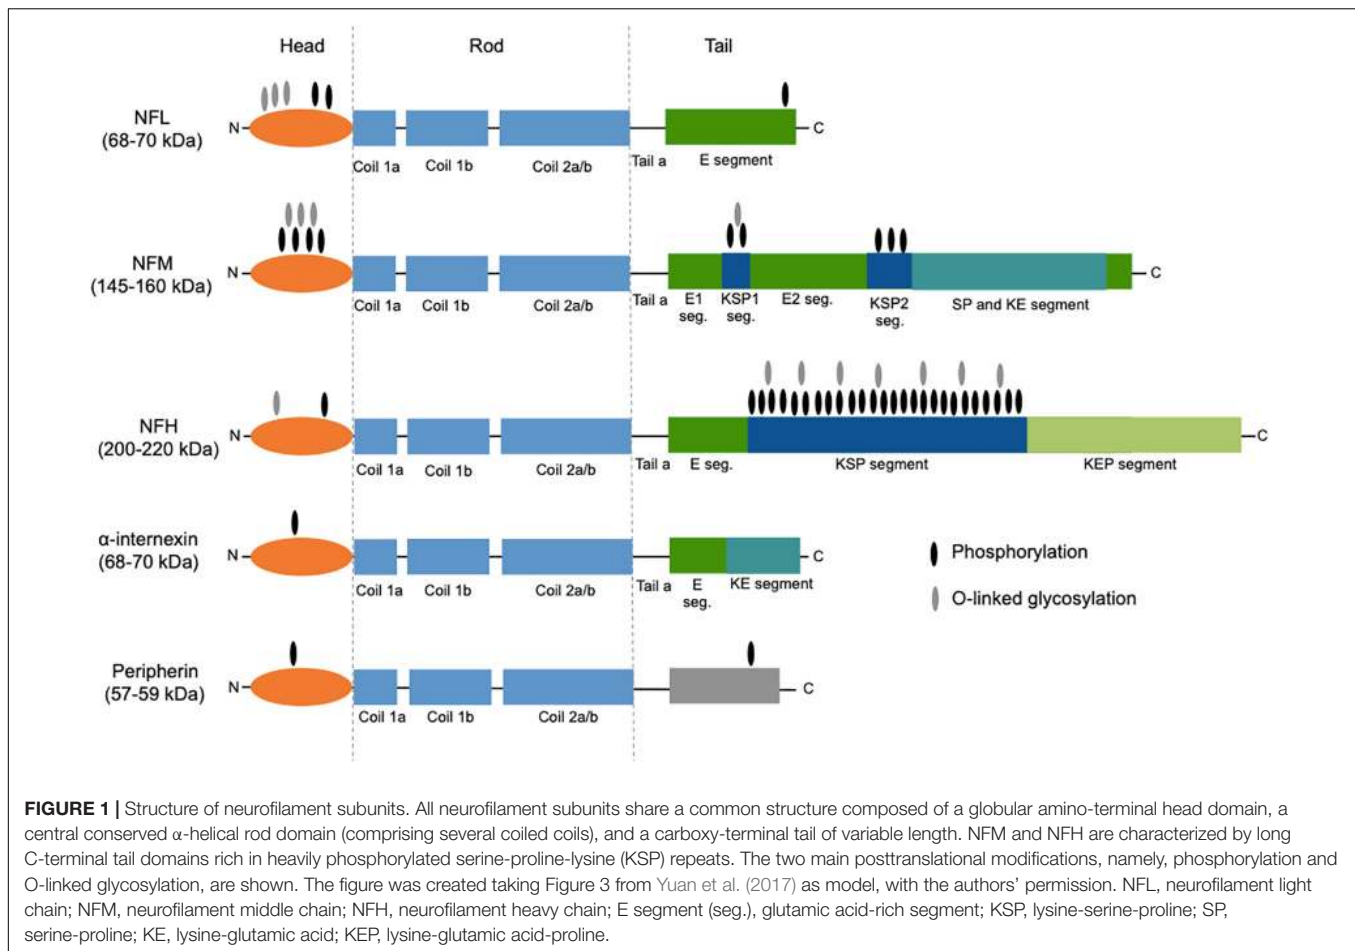 Head Rod Tail
NFL
(68-70 kDa)
N
C
Coil 1a Coil 1b Coil 2a/b Tail a E segment
NFM
(145-160 kDa)
N
C
Coil 1a Coil 1b Coil 2a/b Tail a E1 seg. KSP1 seg. E2 seg. KSP2 seg. SP and KE segment
NFH
(200-220 kDa)
N
C
Coil 1a Coil 1b Coil 2a/b Tail a E seg. KSP segment KEP segment
α-internexin
(68-70 kDa)
N
C
Coil 1a Coil 1b Coil 2a/b Tail a E seg. KE segment
Phosphorylation
O-linked glycosylation
Peripherin
(57-59 kDa)
N
C
Coil 1a Coil 1b Coil 2a/b
FIGURE 1 | Structure of neurofilament subunits. All neurofilament subunits share a common structure composed of a globular amino-terminal head domain, a
central conserved α-helical rod domain (comprising several coiled coils), and a carboxy-terminal tail of variable length. NFM and NFH are characterized by long
C-terminal tail domains rich in heavily phosphorylated serine-proline-lysine (KSP) repeats. The two main posttranslational modifications, namely, phosphorylation and
O-linked glycosylation, are shown. The figure was created taking Figure 3 from Yuan et al. (2017) as model, with the authors' permission. NFL, neurofilament light
chain; NFM, neurofilament middle chain; NFH, neurofilament heavy chain; E segment (seg.), glutamic acid-rich segment; KSP, lysine-serine-proline; SP,
serine-proline; KE, lysine-glutamic acid; KEP, lysine-glutamic acid-proline.